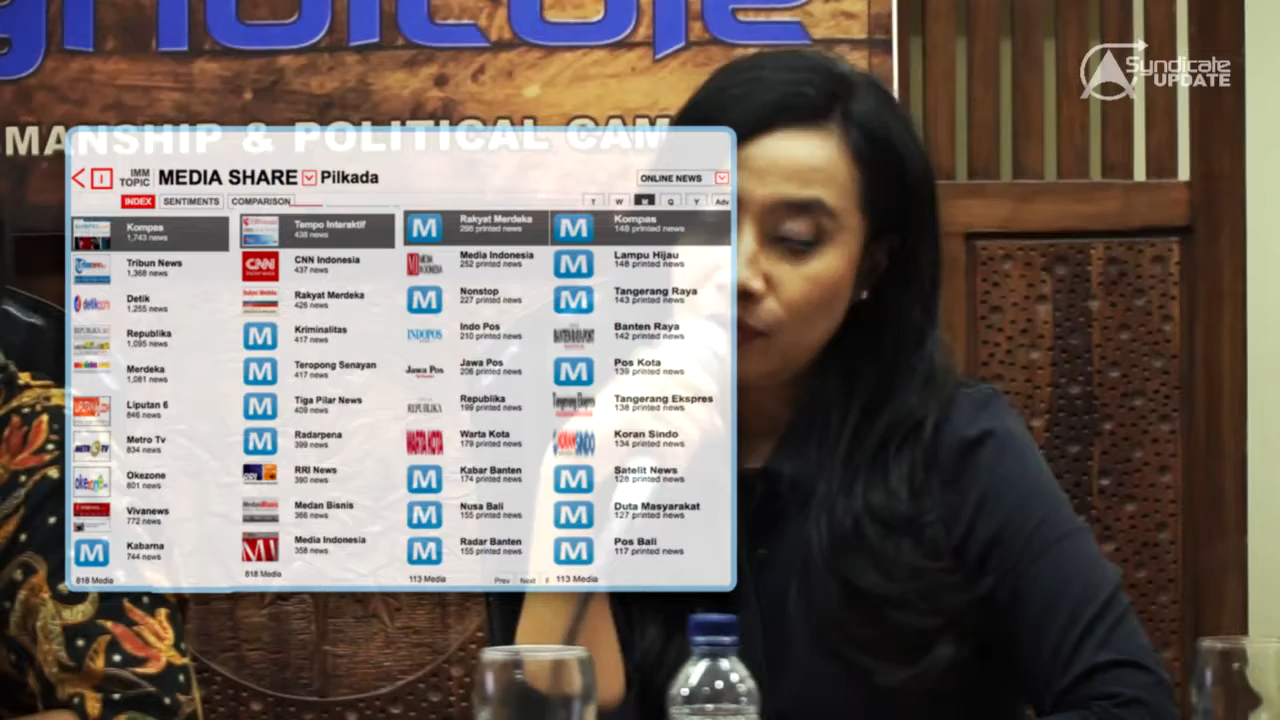 Syndicate
Syndicate
UPDATE
MANSHIP & POLITICAL CAM
IMM
TOPIC
MEDIA SHARE Pilkada
ONLINE NEWS
INDEX SENTIMENTS COMPARISON
T W M Q Y Adv
Kompas
1,743 news
Tribun News
1,368 news
Detik
1,255 news
Republika
1,095 news
Merdeka
1,081 news
Liputan 6
846 news
Metro Tv
834 news
Okezone
801 news
Vivanews
772 news
Kabarna
744 news
818 Media
Tempo Interaktif
438 news
CNN Indonesia
437 news
Rakyat Merdeka
426 news
Kriminalitas
417 news
Teropong Senayan
417 news
Tiga Pilar News
409 news
Radarpena
399 news
RRI News
390 news
Medan Bisnis
366 news
Media Indonesia
358 news
818 Media
Rakyat Merdeka
298 printed news
Media Indonesia
252 printed news
Nonstop
227 printed news
Indo Pos
210 printed news
Jawa Pos
206 printed news
Republika
199 printed news
Warta Kota
179 printed news
Kabar Banten
174 printed news
Nusa Bali
155 printed news
Radar Banten
155 printed news
113 Media
Prev Next
Kompas
148 printed news
Lampu Hijau
148 printed news
Tangerang Raya
143 printed news
Banten Raya
142 printed news
Pos Kota
139 printed news
Tangerang Ekspres
138 printed news
Koran Sindo
134 printed news
Satelit News
128 printed news
Duta Masyarakat
127 printed news
Pos Bali
117 printed news
113 Media